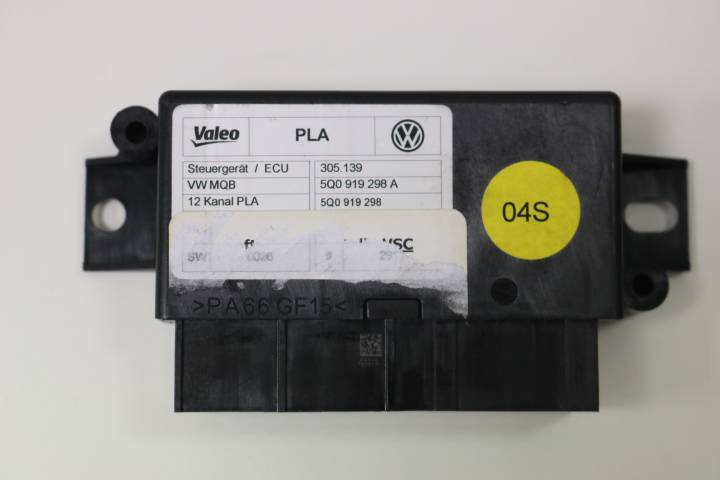 Valeo PLA
Steuergerät / ECU 305.139
VW MQB 5Q0 919 298 A
12 Kanal PLA 5Q0 919 298
SW 0026
VSC
04S
>PA66 GF15<